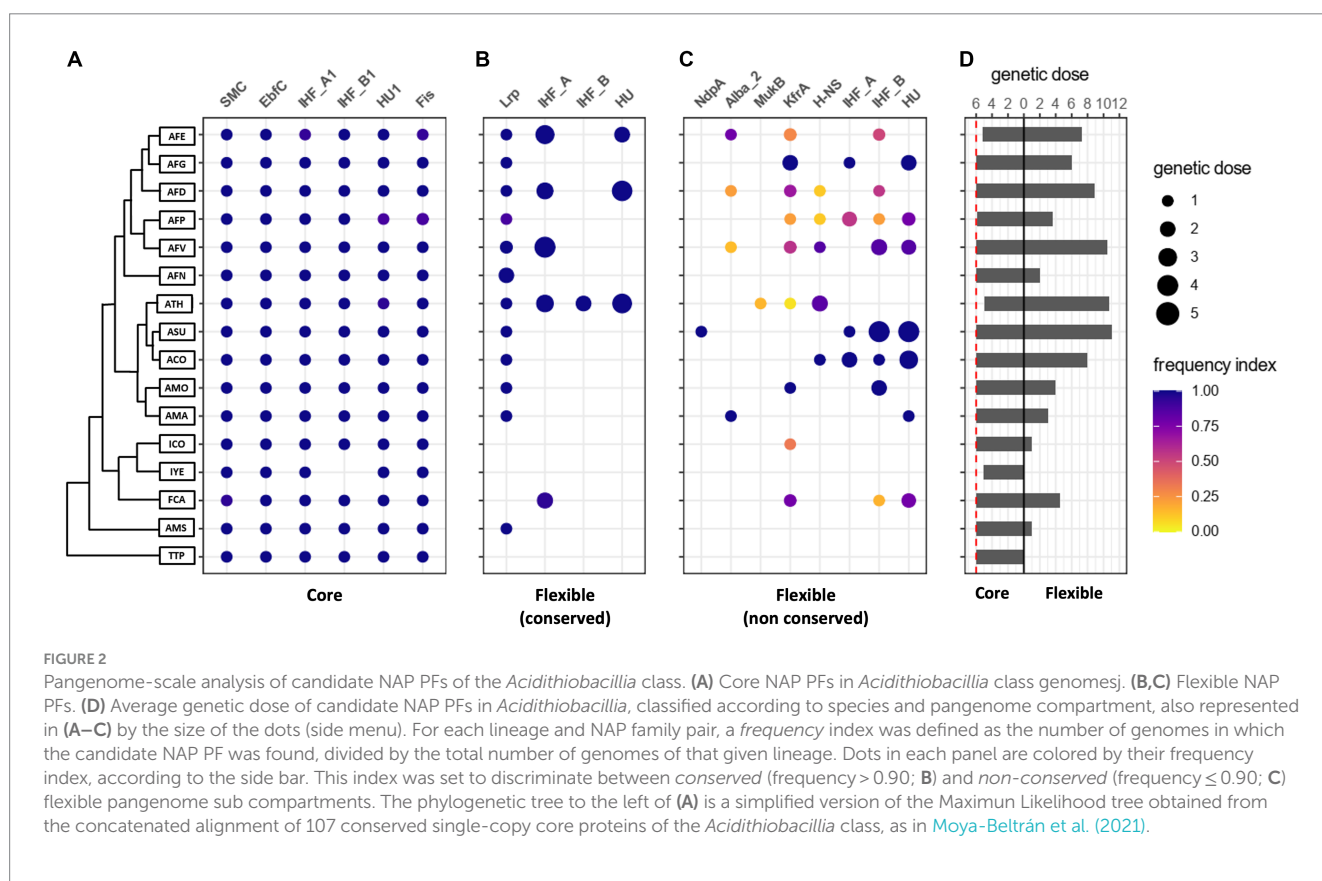 A
B
C
D
SMC
EbfC
IHF_A1
IHF_B1
HU1
Fis
Lrp
IHF_A
IHF_B
HU
NdpA
Alba_2
MukB
KfrA
H-NS
IHF_A
IHF_B
HU
genetic dose
6 4 2 0 2 4 6 8 10 12
AFE
AFG
AFD
AFP
AFV
AFN
ATH
ASU
ACO
AMO
AMA
ICO
IYE
FCA
AMS
TTP
genetic dose
1
2
3
4
5
frequency index
1.00
0.75
0.50
0.25
0.00
Core
Flexible
(conserved)
Flexible
(non conserved)
Core
Flexible
FIGURE 2
Pangenome-scale analysis of candidate NAP PFs of the Acidithiobacillia class. (A) Core NAP PFs in Acidithiobacillia class genomesj. (B,C) Flexible NAP
PFs. (D) Average genetic dose of candidate NAP PFs in Acidithiobacillia, classified according to species and pangenome compartment, also represented
in (A–C) by the size of the dots (side menu). For each lineage and NAP family pair, a frequency index was defined as the number of genomes in which
the candidate NAP PF was found, divided by the total number of genomes of that given lineage. Dots in each panel are colored by their frequency
index, according to the side bar. This index was set to discriminate between conserved (frequency > 0.90; B) and non-conserved (frequency ≤ 0.90; C)
flexible pangenome sub compartments. The phylogenetic tree to the left of (A) is a simplified version of the Maximun Likelihood tree obtained from
the concatenated alignment of 107 conserved single-copy core proteins of the Acidithiobacillia class, as in Moya-Beltrán et al. (2021).